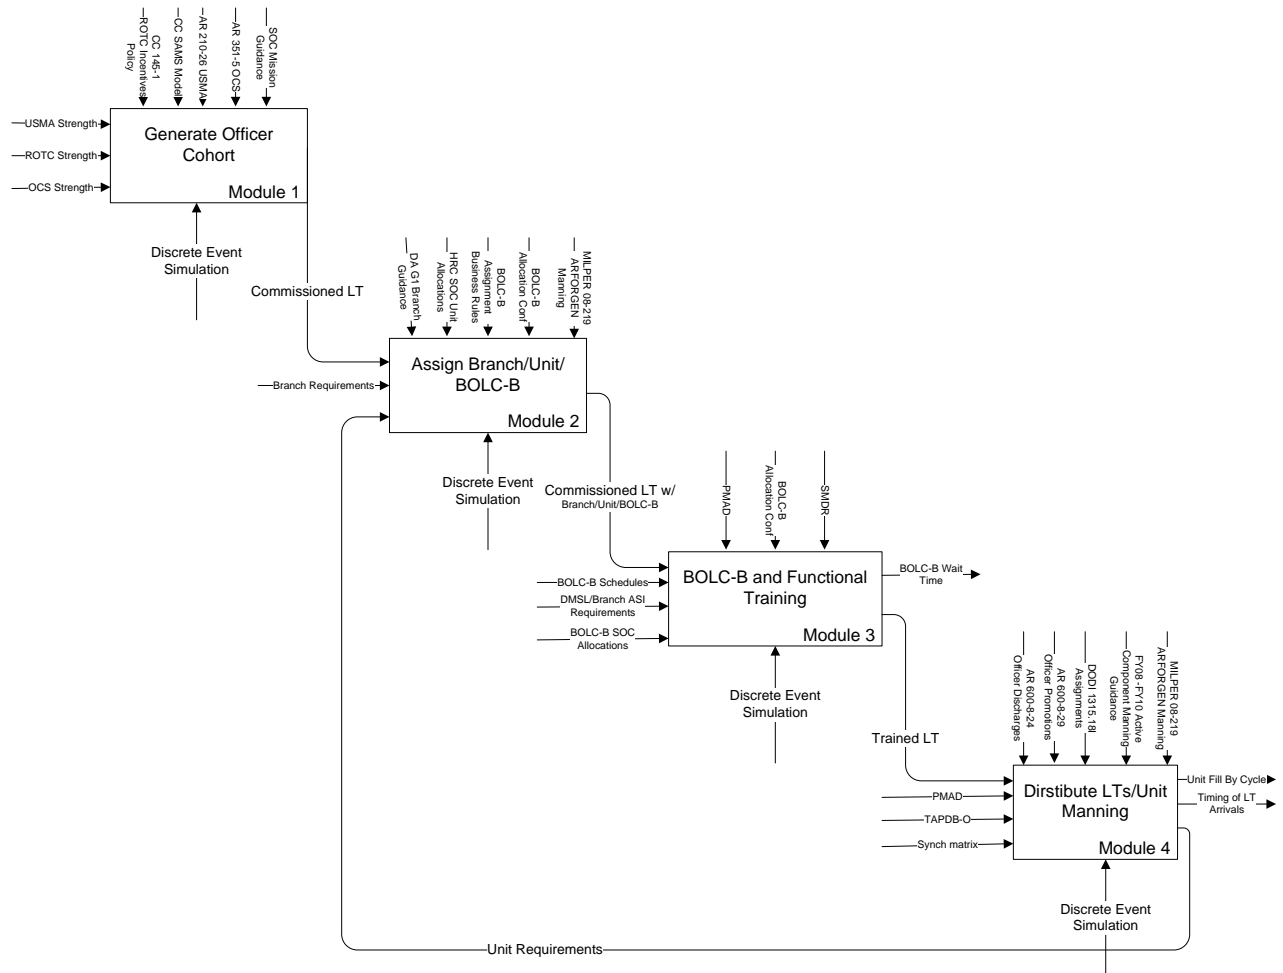 CC 145-1
ROTC Incentives
Policy
CC SAMS Model
AR 210-26 USMA
AR 351-5 OCS
SOC Mission
Guidance
USMA Strength
ROTC Strength
OCS Strength
Generate Officer
Cohort
Module 1
Discrete Event
Simulation
Commissioned LT
DA G1 Branch
Guidance
HRC SOC Unit
Allocations
BOLC-B
Assignment
Business Rules
BOLC-B
Allocation Conf
MILPER 08-219
ARFORGEN
Manning
Branch Requirements
Assign Branch/Unit/
BOLC-B
Module 2
Discrete Event
Simulation
Commissioned LT w/
Branch/Unit/BOLC-B
PMAD
BOLC-B
Allocation Conf
SMDR
BOLC-B Schedules
DMSL/Branch ASI
Requirements
BOLC-B SOC
Allocations
BOLC-B and Functional
Training
Module 3
BOLC-B Wait
Time
Discrete Event
Simulation
Trained LT
AR 600-8-24
Officer Discharges
AR 600-8-29
Officer Promotions
DODI 1315.18l
Assignments
FY08 -FY10 Active
Component Manning
Guidance
MILPER 08-219
ARFORGEN Manning
PMAD
TAPDB-O
Synch matrix
Dirstibute LTs/Unit
Manning
Module 4
Unit Fill By Cycle
Timing of LT
Arrivals
Discrete Event
Simulation
Unit Requirements